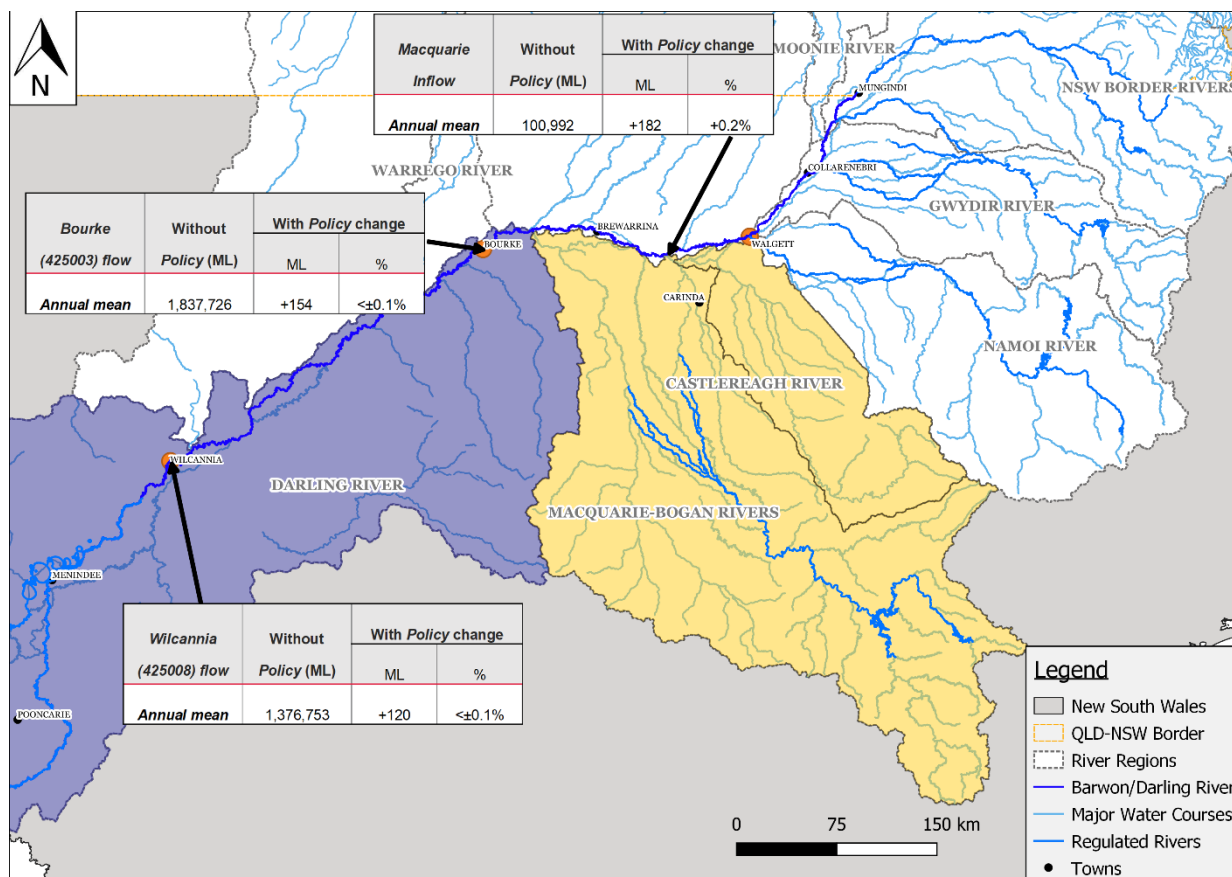 N
Macquarie Inflow
Without Policy (ML)
With Policy change
ML
%
Annual mean
100,992
+182
+0.2%
MOONIE RIVER
MUNGINDI
NSW BORDER RIVERS
WARREGO RIVER
COLLARENEBRI
GWYDIR RIVER
Bourke (425003) flow
Without Policy (ML)
With Policy change
ML
%
Annual mean
1,837,726
+154
<±0.1%
BOURKE
BREWARRINA
WALGETT
CARINDA
NAMOI RIVER
CASTLEREAGH RIVER
WILCANNIA
DARLING RIVER
MACQUARIE-BOGAN RIVERS
MENINDEE
Wilcannia (425008) flow
Without Policy (ML)
With Policy change
ML
%
Annual mean
1,376,753
+120
<±0.1%
POONCARIE
Legend
New South Wales
QLD-NSW Border
River Regions
Barwon/Darling River
Major Water Courses
Regulated Rivers
Towns
0
75
150 km